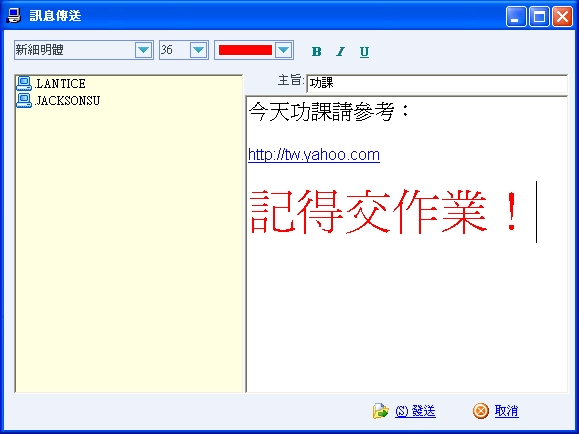 訊息傳送
新細明體 36 B I U
.LANTICE
.JACKSONSU
主旨: 功課
今天功課請參考：
http://tw.yahoo.com
記得交作業！
(S) 發送 取消